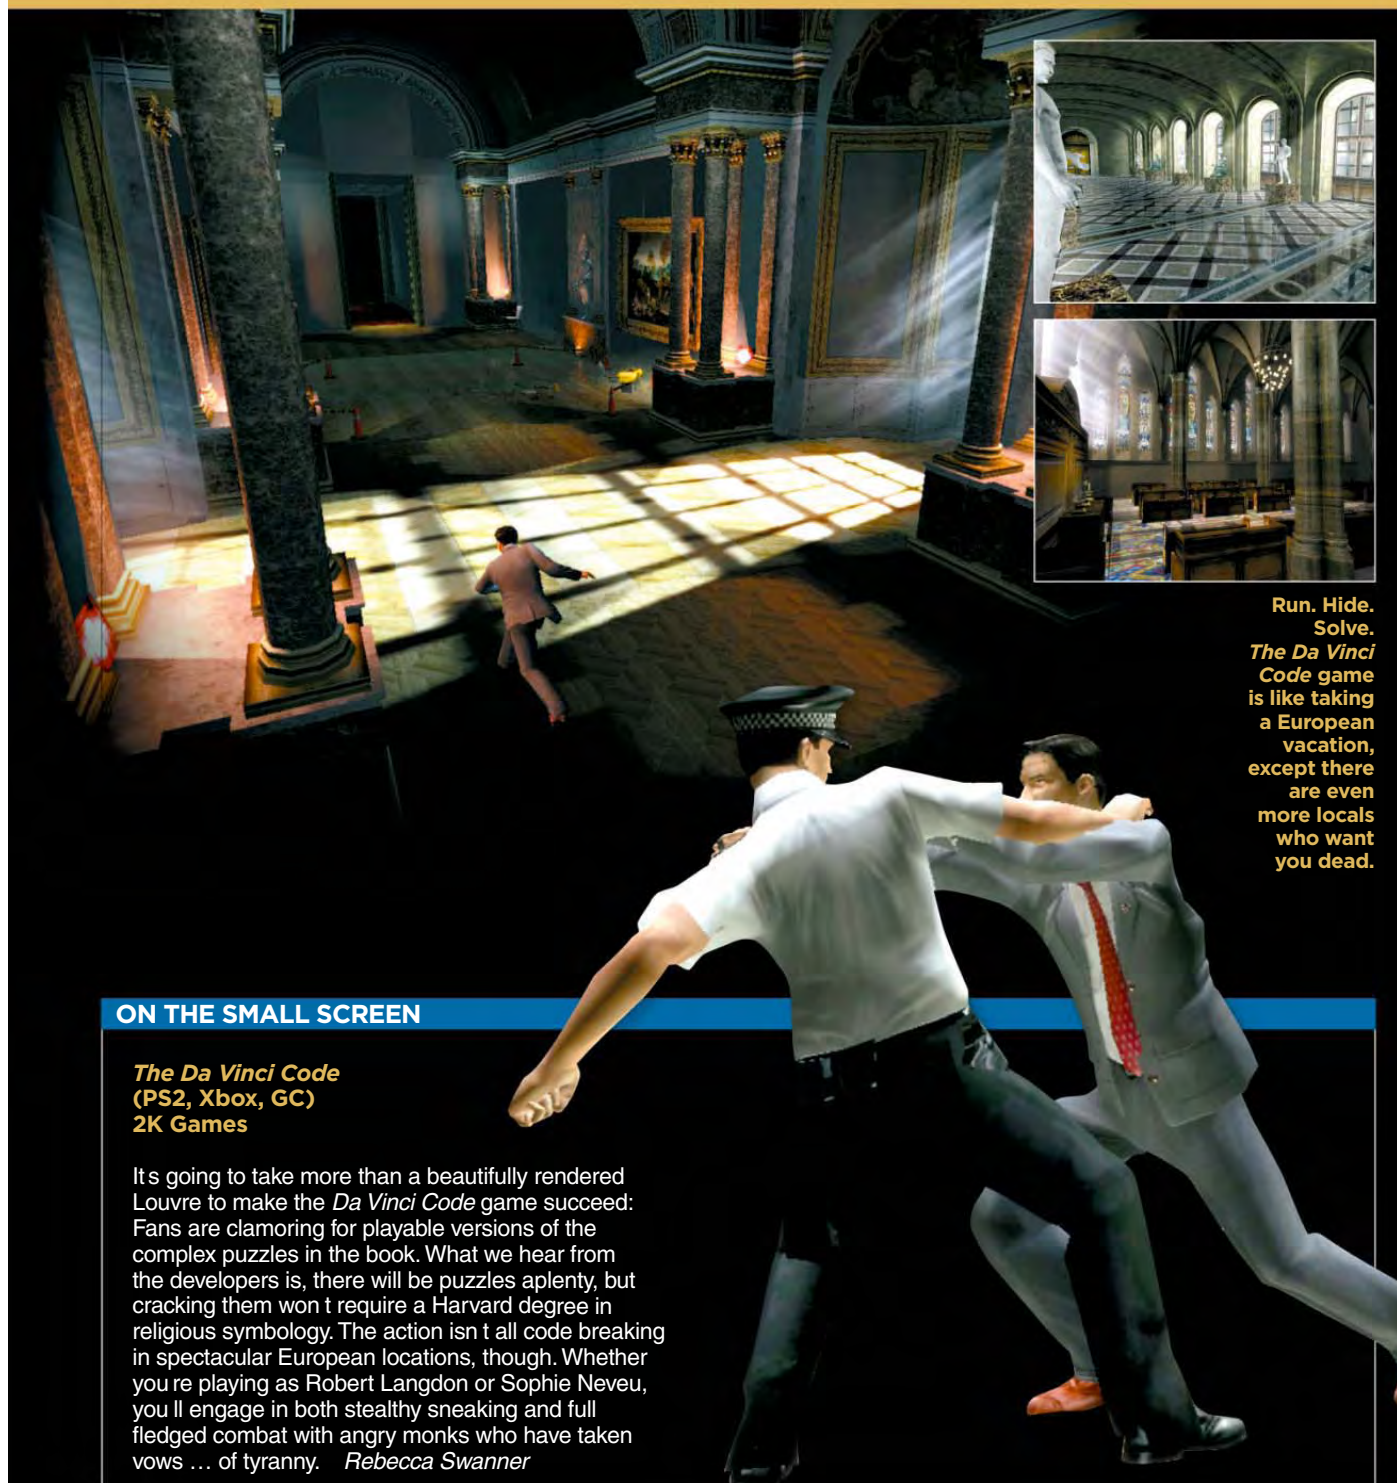 Run. Hide.
Solve.
The Da Vinci
Code game
is like taking
a European
vacation,
except there
are even
more locals
who want
you dead.
ON THE SMALL SCREEN
The Da Vinci Code
(PS2, Xbox, GC)
2K Games
It s going to take more than a beautifully rendered
Louvre to make the Da Vinci Code game succeed:
Fans are clamoring for playable versions of the
complex puzzles in the book. What we hear from
the developers is, there will be puzzles aplenty, but
cracking them won t require a Harvard degree in
religious symbology. The action isn t all code breaking
in spectacular European locations, though. Whether
you re playing as Robert Langdon or Sophie Neveu,
you ll engage in both stealthy sneaking and full
fledged combat with angry monks who have taken
vows … of tyranny. Rebecca Swanner